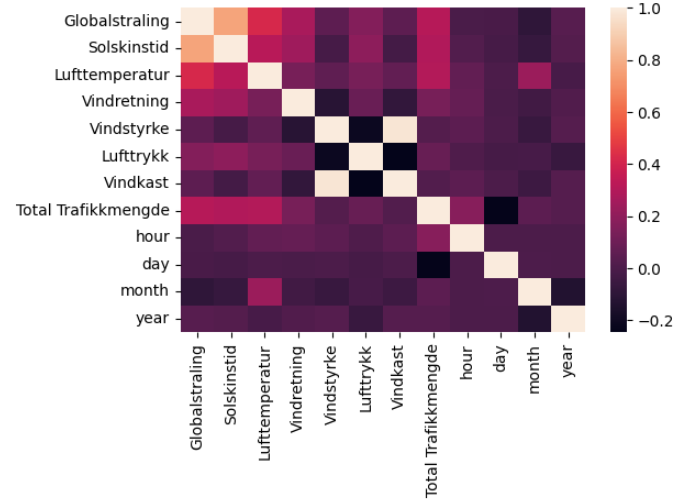 Globalstraling
Solskinstid
Lufttemperatur
Vindretning
Vindstyrke
Lufttrykk
Vindkast
Total Trafikkmengde
hour
day
month
year
Globalstraling
Solskinstid
Lufttemperatur
Vindretning
Vindstyrke
Lufttrykk
Vindkast
Total Trafikkmengde
hour
day
month
year
1.0
0.8
0.6
0.4
0.2
0.0
−0.2